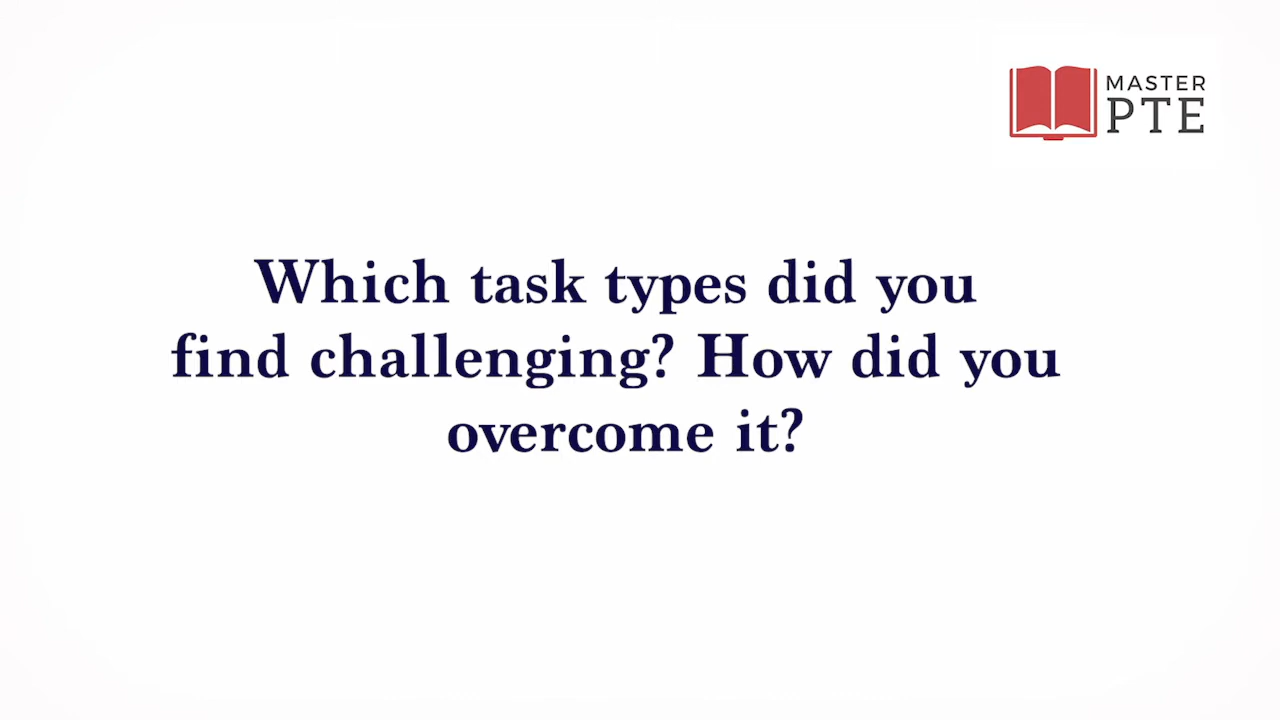 MASTER
PTE
Which task types did you
find challenging? How did you
overcome it?